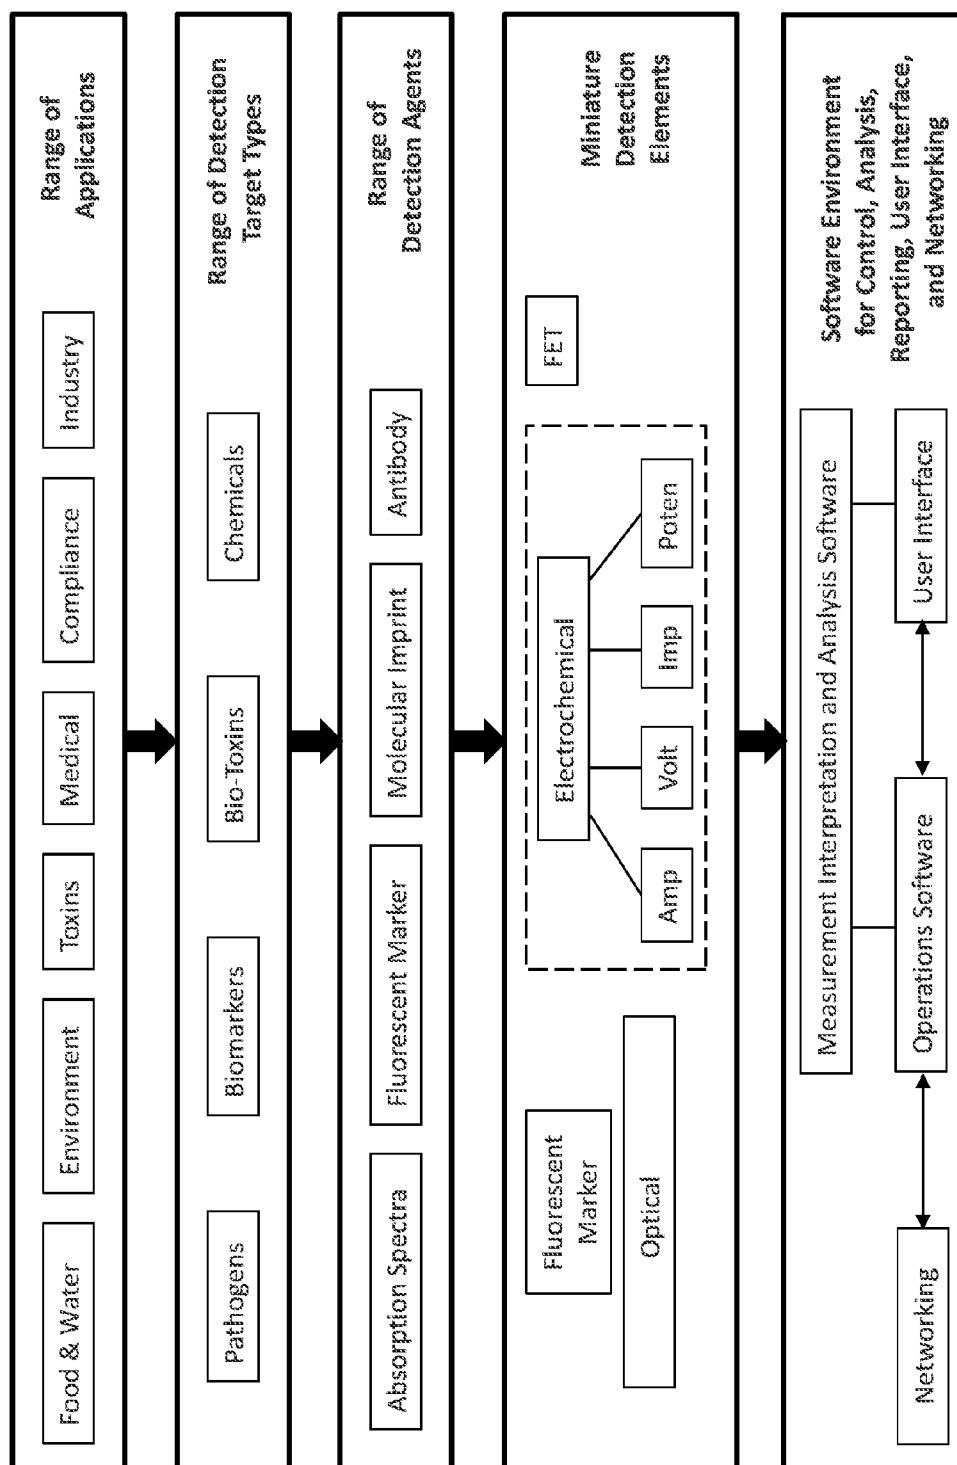 Food & Water
Environment
Toxins
Medical
Compliance
Industry
Range of
Applications
Pathogens
Biomarkers
Bio-Toxins
Chemicals
Range of Detection
Target Types
Absorption Spectra
Fluorescent Marker
Molecular Imprint
Antibody
Range of
Detection Agents
Fluorescent
Marker
Optical
Electrochemical
Amp
Volt
Imp
Poten
FET
Miniature
Detection
Elements
Measurement Interpretation and Analysis Software
Networking
Operations Software
User Interface
Software Environment
for Control, Analysis,
Reporting, User Interface,
and Networking